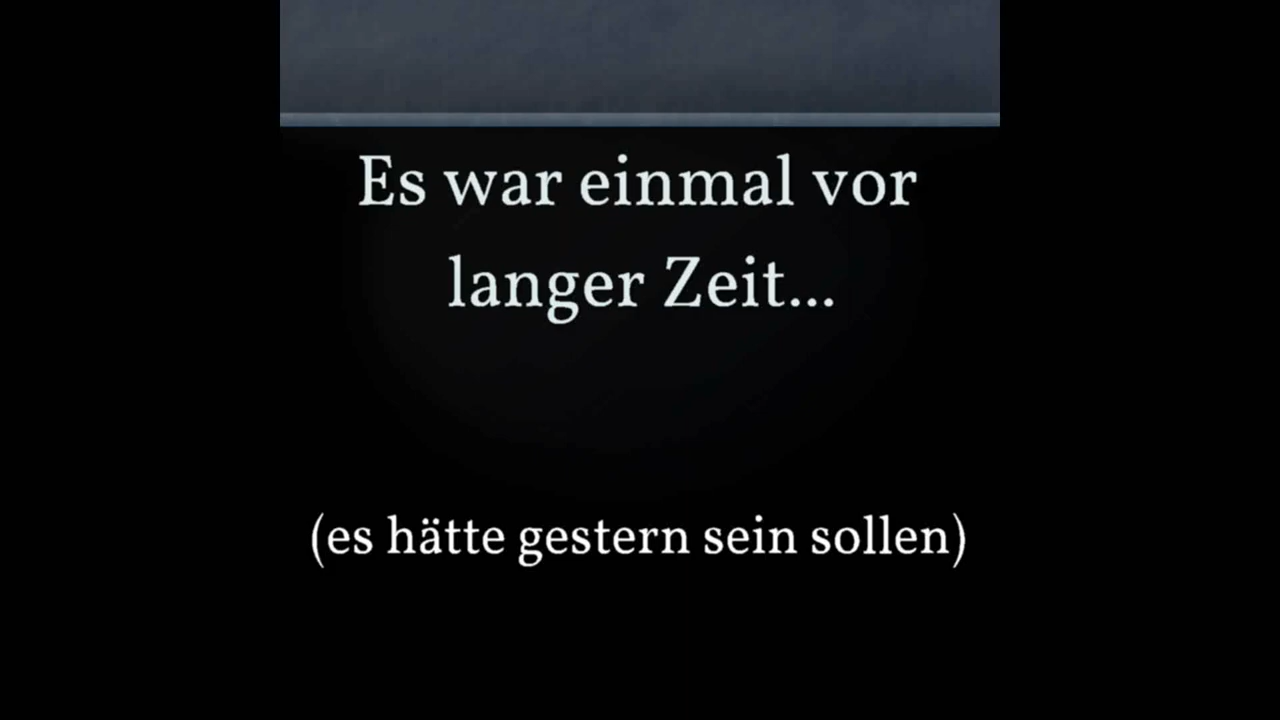 Es war einmal vor
langer Zeit...
(es hätte gestern sein sollen)